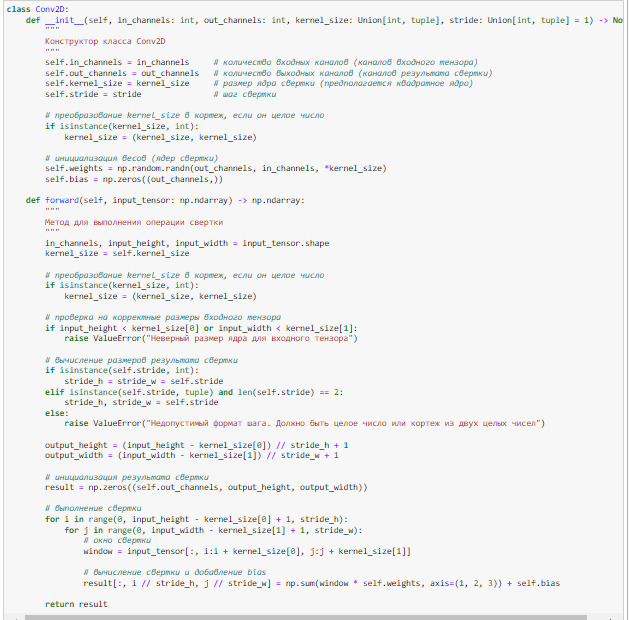 class Conv2D:
    def __init__(self, in_channels: int, out_channels: int, kernel_size: Union[int, tuple], stride: Union[int, tuple] = 1) -> No
        """
        Конструктор класса Conv2D
        """
        self.in_channels = in_channels     # количество входных каналов (каналов входного тензора)
        self.out_channels = out_channels   # количество выходных каналов (каналов результата свертки)
        self.kernel_size = kernel_size     # размер ядра свертки (предполагается квадратное ядро)
        self.stride = stride               # шаг свертки
        # преобразование kernel_size в кортеж, если он целое число
        if isinstance(kernel_size, int):
            kernel_size = (kernel_size, kernel_size)
        # инициализация весов (ядер свертки)
        self.weights = np.random.randn(out_channels, in_channels, *kernel_size)
        self.bias = np.zeros((out_channels,))
    def forward(self, input_tensor: np.ndarray) -> np.ndarray:
        """
        Метод для выполнения операции свертки
        """
        in_channels, input_height, input_width = input_tensor.shape
        kernel_size = self.kernel_size
        # преобразование kernel_size в кортеж, если он целое число
        if isinstance(kernel_size, int):
            kernel_size = (kernel_size, kernel_size)
        # проверка на корректные размеры входного тензора
        if input_height < kernel_size[0] or input_width < kernel_size[1]:
            raise ValueError("Неверный размер ядра для входного тензора")
        # вычисление размеров результата свертки
        if isinstance(self.stride, int):
            stride_h = stride_w = self.stride
        elif isinstance(self.stride, tuple) and len(self.stride) == 2:
            stride_h, stride_w = self.stride
        else:
            raise ValueError("Недопустимый формат шага. Должно быть целое число или кортеж из двух целых чисел")
        output_height = (input_height - kernel_size[0]) // stride_h + 1
        output_width = (input_width - kernel_size[1]) // stride_w + 1
        # инициализация результата свертки
        result = np.zeros((self.out_channels, output_height, output_width))
        # выполнение свертки
        for i in range(0, input_height - kernel_size[0] + 1, stride_h):
            for j in range(0, input_width - kernel_size[1] + 1, stride_w):
                # окно свертки
                window = input_tensor[:, i:i + kernel_size[0], j:j + kernel_size[1]]
                # вычисление свертки и добавление bias
                result[:, i // stride_h, j // stride_w] = np.sum(window * self.weights, axis=(1, 2, 3)) + self.bias
        return result